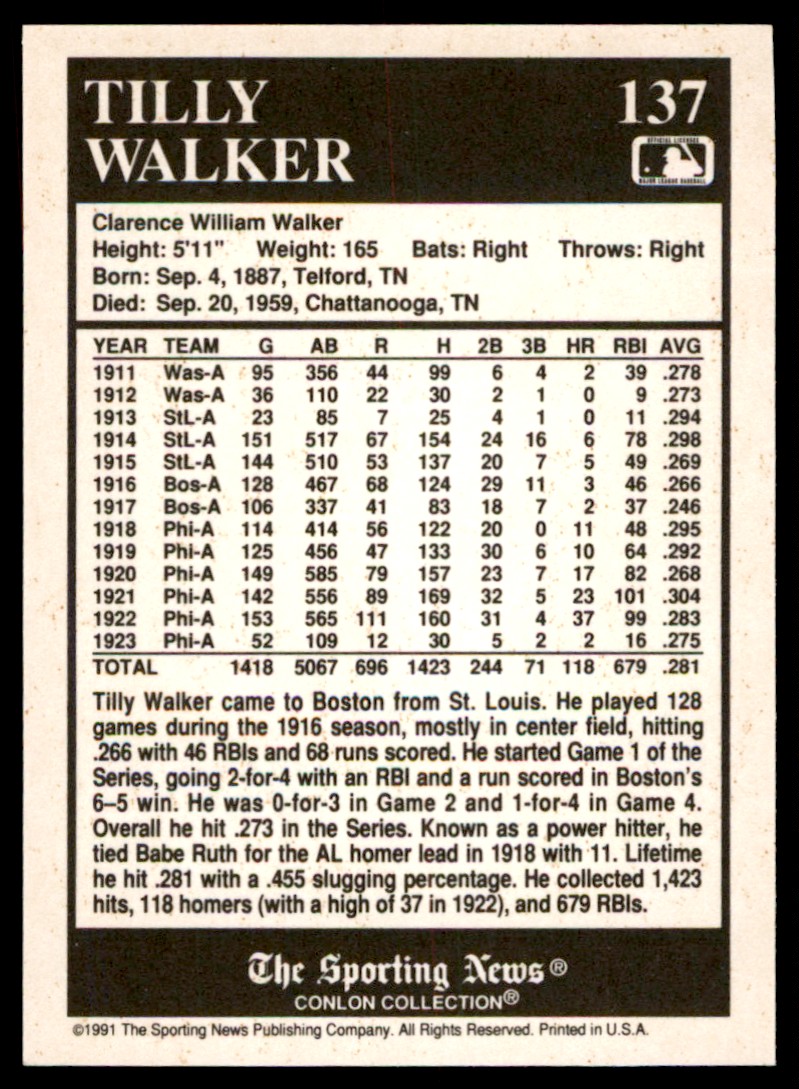 TILLY
WALKER
137
OFFICIAL LICENSEE
MAJOR LEAGUE BASEBALL
Clarence William Walker
Height: 5'11" Weight: 165 Bats: Right Throws: Right
Born: Sep. 4, 1887, Telford, TN
Died: Sep. 20, 1959, Chattanooga, TN
YEAR TEAM G AB R H 2B 3B HR RBI AVG
1911 Was-A 95 356 44 99 6 4 2 39 .278
1912 Was-A 36 110 22 30 2 1 0 9 .273
1913 StL-A 23 85 7 25 4 1 0 11 .294
1914 StL-A 151 517 67 154 24 16 6 78 .298
1915 StL-A 144 510 53 137 20 7 5 49 .269
1916 Bos-A 128 467 68 124 29 11 3 46 .266
1917 Bos-A 106 337 41 83 18 7 2 37 .246
1918 Phi-A 114 414 56 122 20 0 11 48 .295
1919 Phi-A 125 456 47 133 30 6 10 64 .292
1920 Phi-A 149 585 79 157 23 7 17 82 .268
1921 Phi-A 142 556 89 169 32 5 23 101 .304
1922 Phi-A 153 565 111 160 31 4 37 99 .283
1923 Phi-A 52 109 12 30 5 2 2 16 .275
TOTAL 1418 5067 696 1423 244 71 118 679 .281
Tilly Walker came to Boston from St. Louis. He played 128
games during the 1916 season, mostly in center field, hitting
.266 with 46 RBIs and 68 runs scored. He started Game 1 of the
Series, going 2-for-4 with an RBI and a run scored in Boston's
6–5 win. He was 0-for-3 in Game 2 and 1-for-4 in Game 4.
Overall he hit .273 in the Series. Known as a power hitter, he
tied Babe Ruth for the AL homer lead in 1918 with 11. Lifetime
he hit .281 with a .455 slugging percentage. He collected 1,423
hits, 118 homers (with a high of 37 in 1922), and 679 RBIs.
The Sporting News®
CONLON COLLECTION®
©1991 The Sporting News Publishing Company. All Rights Reserved. Printed in U.S.A.